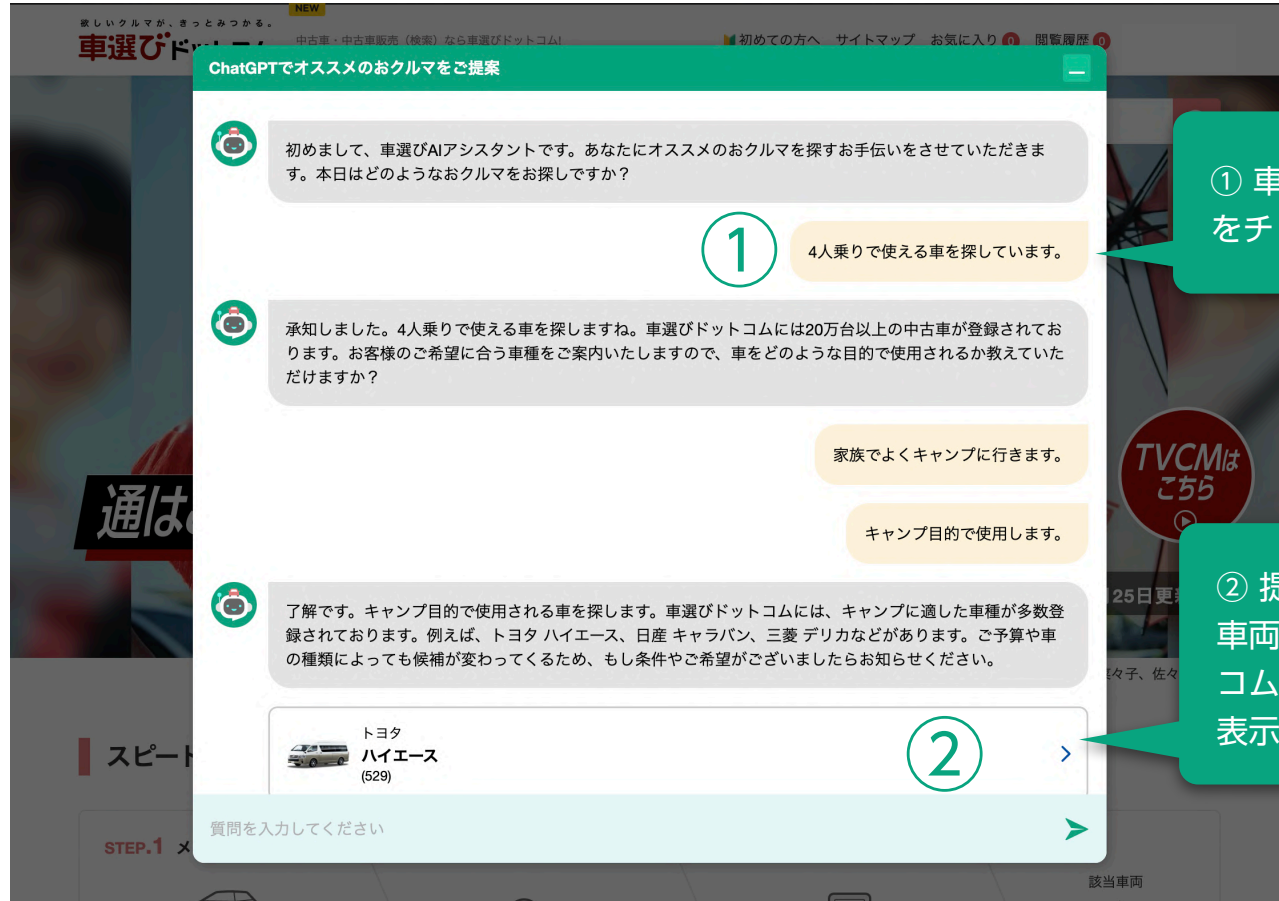 NEW
欲しいクルマが、きっとみつかる。
車選びドットコム
中古車・中古車販売（検索）なら車選びドットコム!
初めての方へ サイトマップ お気に入り 0 閲覧履歴 0
ChatGPTでオススメのおクルマをご提案
初めまして、車選びAIアシスタントです。あなたにオススメのおクルマを探すお手伝いをさせていただきま
す。本日はどのようなおクルマをお探しですか？
① 車
をチ
①
4人乗りで使える車を探しています。
承知しました。4人乗りで使える車を探しますね。車選びドットコムには20万台以上の中古車が登録されてお
ります。お客様のご希望に合う車種をご案内いたしますので、車をどのような目的で使用されるか教えていた
だけますか？
家族でよくキャンプに行きます。
TVCMは
こちら
通は
キャンプ目的で使用します。
25日更
② 提
車両
コム
表示
了解です。キャンプ目的で使用される車を探します。車選びドットコムには、キャンプに適した車種が多数登
録されております。例えば、トヨタ ハイエース、日産 キャラバン、三菱 デリカなどがあります。ご予算や車
の種類によっても候補が変わってくるため、もし条件やご希望がございましたらお知らせください。
々子、佐々
スピード
トヨタ
ハイエース
(529)
②
質問を入力してください
STEP.1 メ
該当車両